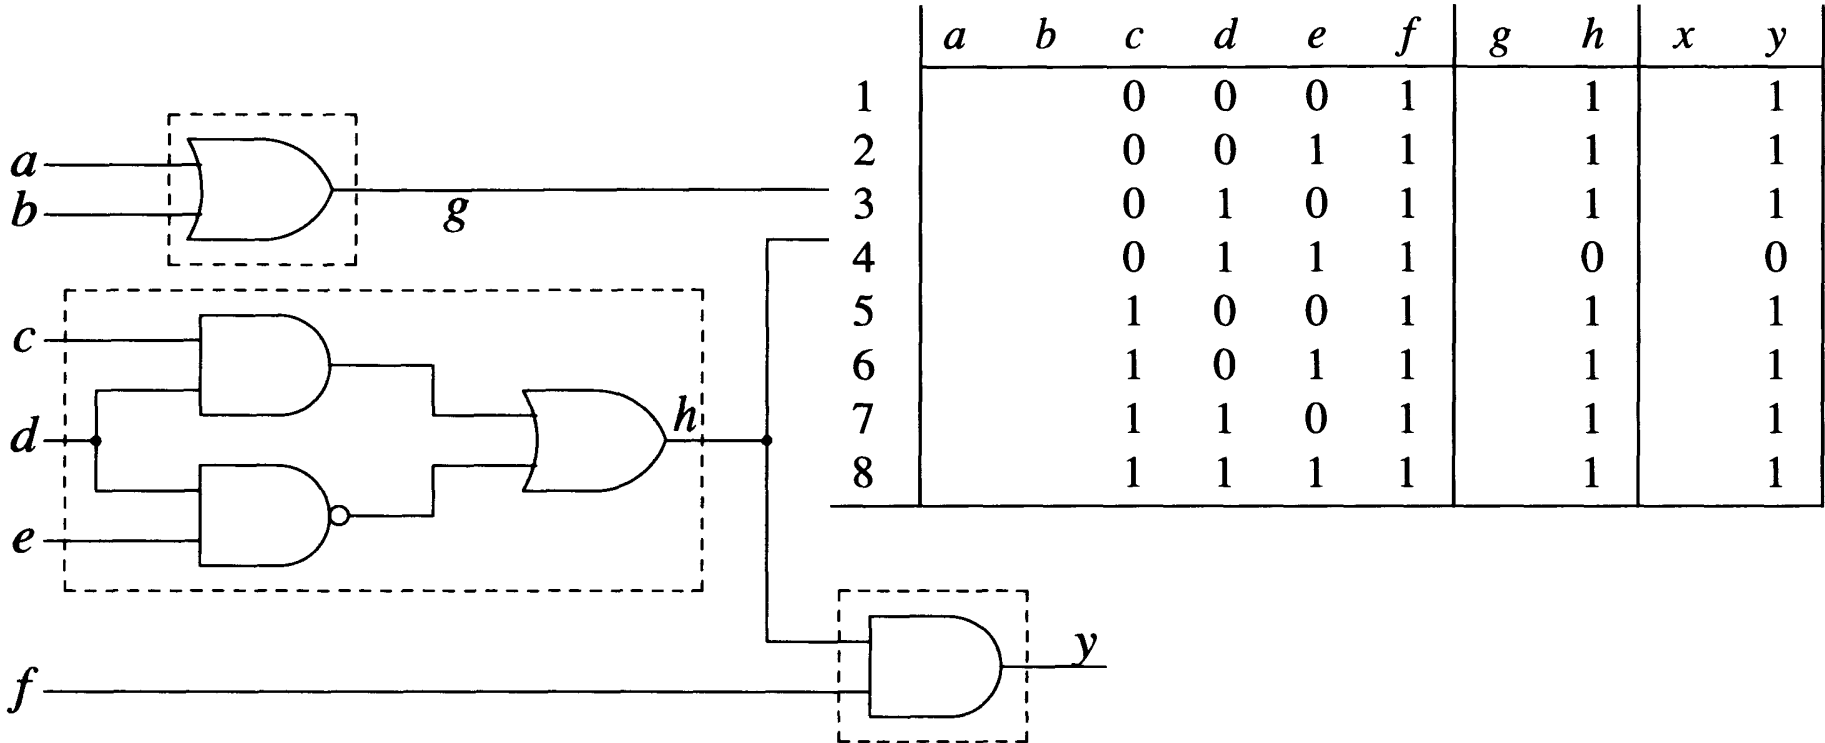 a b c d e f g h x y
1 0 0 0 1 1 1
2 0 0 1 1 1 1
3 0 1 0 1 1 1
4 0 1 1 1 0 0
5 1 0 0 1 1 1
6 1 0 1 1 1 1
7 1 1 0 1 1 1
8 1 1 1 1 1 1
a
b
g
c
d
h
e
f
y